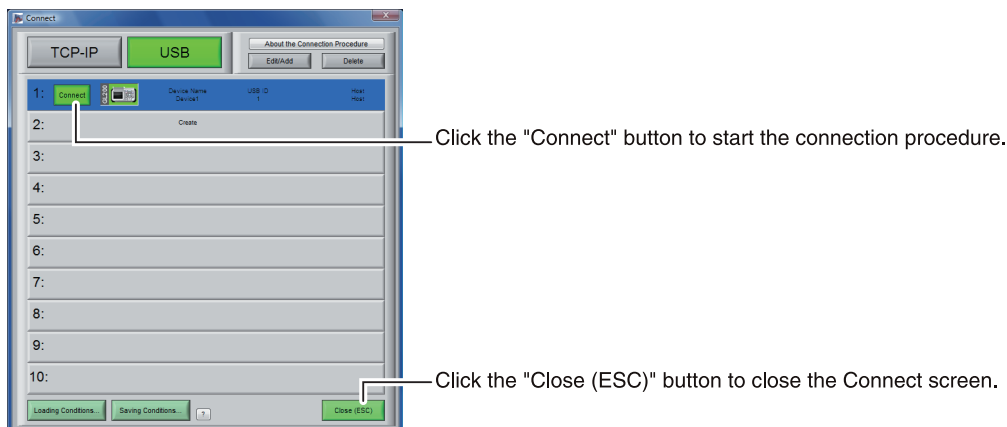 Connect
TCP-IP
USB
About the Connection Procedure
Edit/Add
Delete
1:
Connect
Device Name
USB ID
Host
Device1
1
Host
2:
Create
3:
4:
5:
6:
7:
8:
9:
10:
Loading Conditions...
Saving Conditions...
?
Close (ESC)
Click the "Connect" button to start the connection procedure.
Click the "Close (ESC)" button to close the Connect screen.